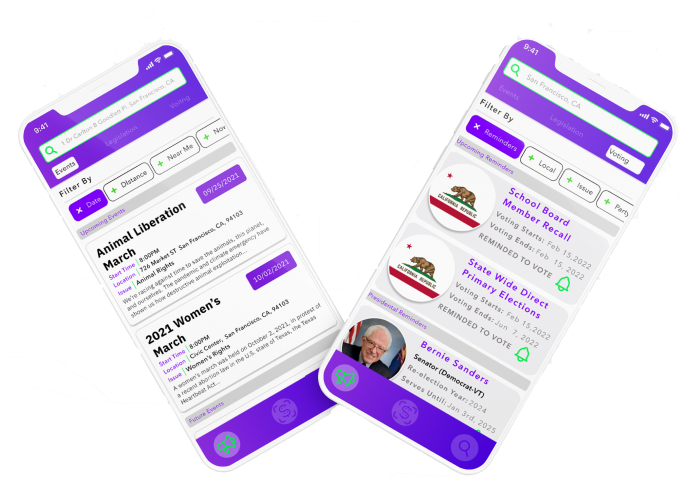 9:41
1 Dr Carlton B Goodlett Pl, San Francisco, CA
Events
Legislation
Voting
Filter By
Date
Distance
Near Me
Upcoming Events
Animal Liberation
March
09/25/2021
Start Time 8:00PM
Location 726 Market ST San Francisco, CA, 94103
Issue Animal Rights
We're racing against time to save the animals, this planet,
and ourselves. The pandemic and climate emergency have
shown us how destructive animal exploitation...
2021 Women's
March
10/02/2021
Start Time 8:00PM
Location Civic Center, San Francisco, CA, 94103
Issue Women's Rights
A women's march was held on October 2, 2021, in protest of
a recent abortion law in the U.S. state of Texas, the Texas
Heartbeat Act...
Future Events
9:41
San Francisco, CA
Events
Legislation
Voting
Filter By
Reminders
Local
Issue
Party
Upcoming Reminders
CALIFORNIA REPUBLIC
School Board
Member Recall
Voting Starts: Feb 15,2022
Voting Ends: Feb 15, 2022
REMINDED TO VOTE
CALIFORNIA REPUBLIC
State Wide Direct
Primary Elections
Voting Starts: Feb 15,2022
Voting Ends: Jun 7, 2022
REMINDED TO VOTE
Presidental Reminders
Bernie Sanders
Senator (Democrat-VT)
Re-election Year: 2024
Serves Until: Jan 3rd, 2025